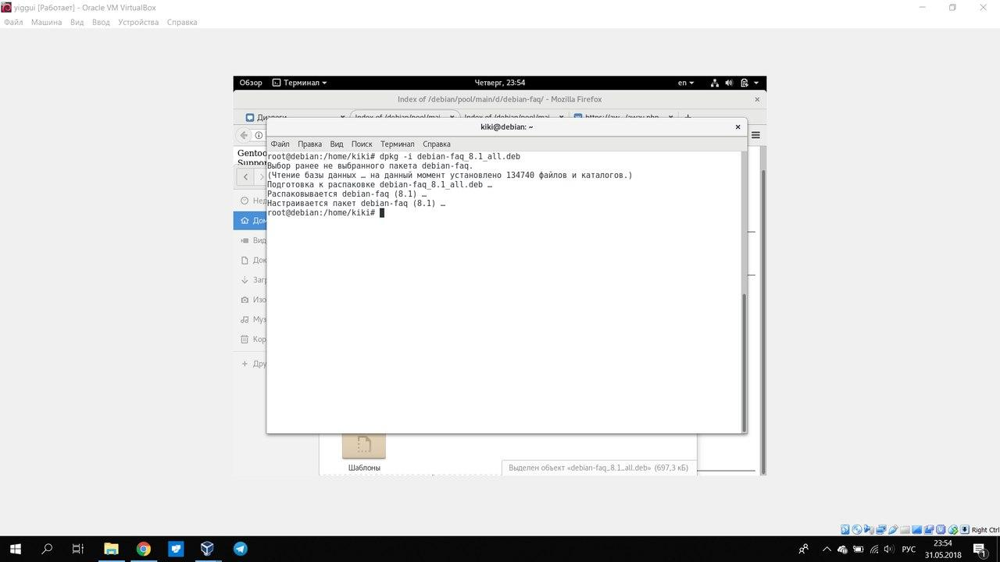 yiggui [Работает] - Oracle VM VirtualBox
Файл Машина Вид Ввод Устройства Справка
Обзор Терминал Четверг, 23:54 en
Index of /debian/pool/main/d/debian-faq/ - Mozilla Firefox
Диалоги Index of /debian/pool/mai Index of /debian/pool/mai https://aw
kiki@debian: ~
Файл Правка Вид Поиск Терминал Справка
Gentoo
root@debian:/home/kiki# dpkg -i debian-faq_8.1_all.deb
Выбор ранее не выбранного пакета debian-faq.
(Чтение базы данных … на данный момент установлено 134740 файлов и каталогов.)
Подготовка к распаковке debian-faq_8.1_all.deb …
Распаковывается debian-faq (8.1) …
Настраивается пакет debian-faq (8.1) …
root@debian:/home/kiki#
Нед
Дом
Вид
Док
Загр
Изо
Муз
Кор
Дру
Шаблоны
Выделен объект «debian-faq_8.1_all.deb» (697,3 кБ)
Right Ctrl
РУС
23:54
31.05.2018
1